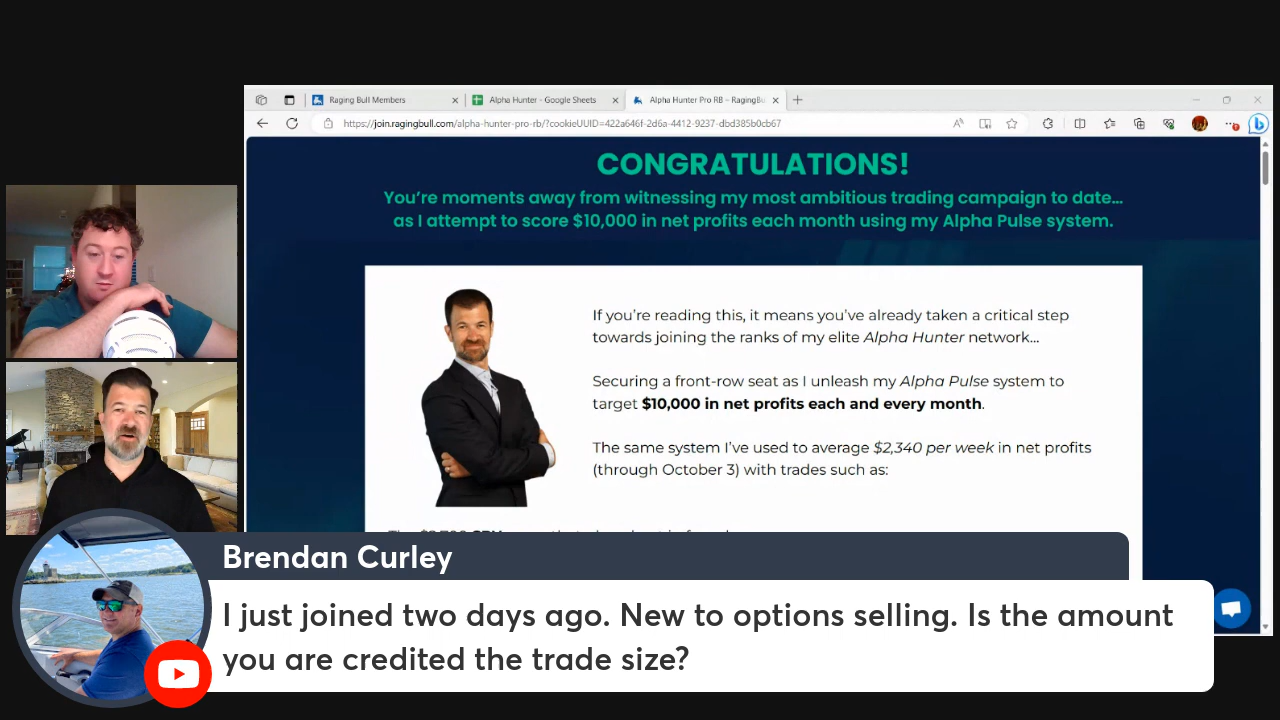 Raging Bull Members
Alpha Hunter - Google Sheets
Alpha Hunter Pro RB – RagingBu
https://join.ragingbull.com/alpha-hunter-pro-rb/?cookieUUID=422a646f-2d6a-4412-9237-dbd385b0cb67
CONGRATULATIONS!
You're moments away from witnessing my most ambitious trading campaign to date...
as I attempt to score $10,000 in net profits each month using my Alpha Pulse system.
If you're reading this, it means you've already taken a critical step
towards joining the ranks of my elite Alpha Hunter network...
Securing a front-row seat as I unleash my Alpha Pulse system to
target $10,000 in net profits each and every month.
The same system I've used to average $2,340 per week in net profits
(through October 3) with trades such as:
Brendan Curley
I just joined two days ago. New to options selling. Is the amount
you are credited the trade size?